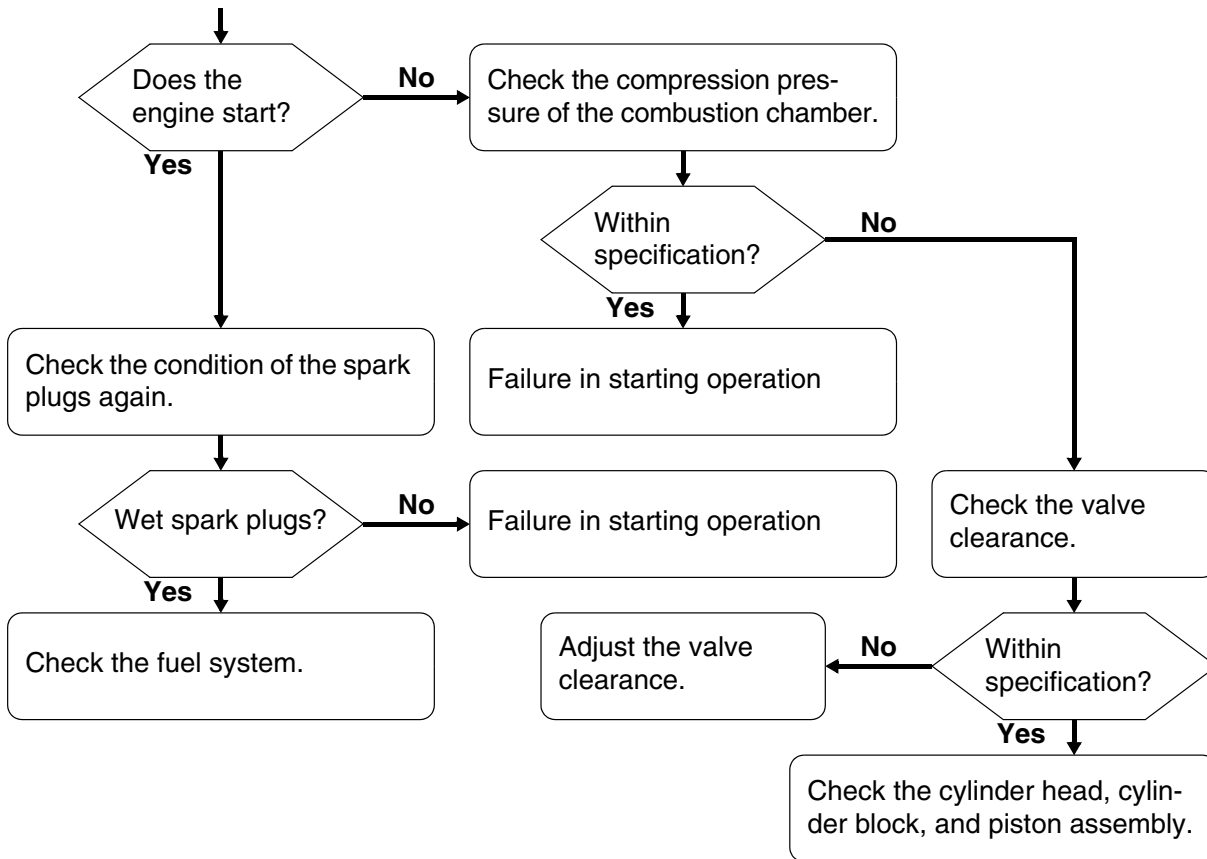 Does the
engine start?
No
Check the compression pres-
sure of the combustion chamber.
Yes
Within
specification?
No
Yes
Check the condition of the spark
plugs again.
Failure in starting operation
Wet spark plugs?
No
Failure in starting operation
Check the valve
clearance.
Yes
Check the fuel system.
Adjust the valve
clearance.
No
Within
specification?
Yes
Check the cylinder head, cylin-
der block, and piston assembly.